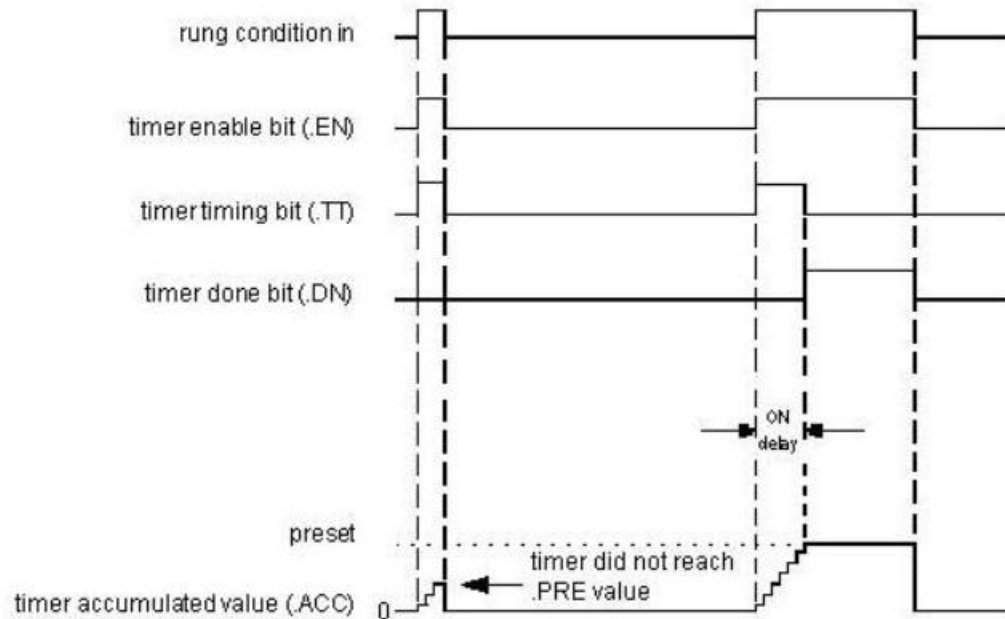 rung condition in
timer enable bit (.EN)
timer timing bit (.TT)
timer done bit (.DN)
ON
delay
preset
timer did not reach
.PRE value
timer accumulated value (.ACC)
0